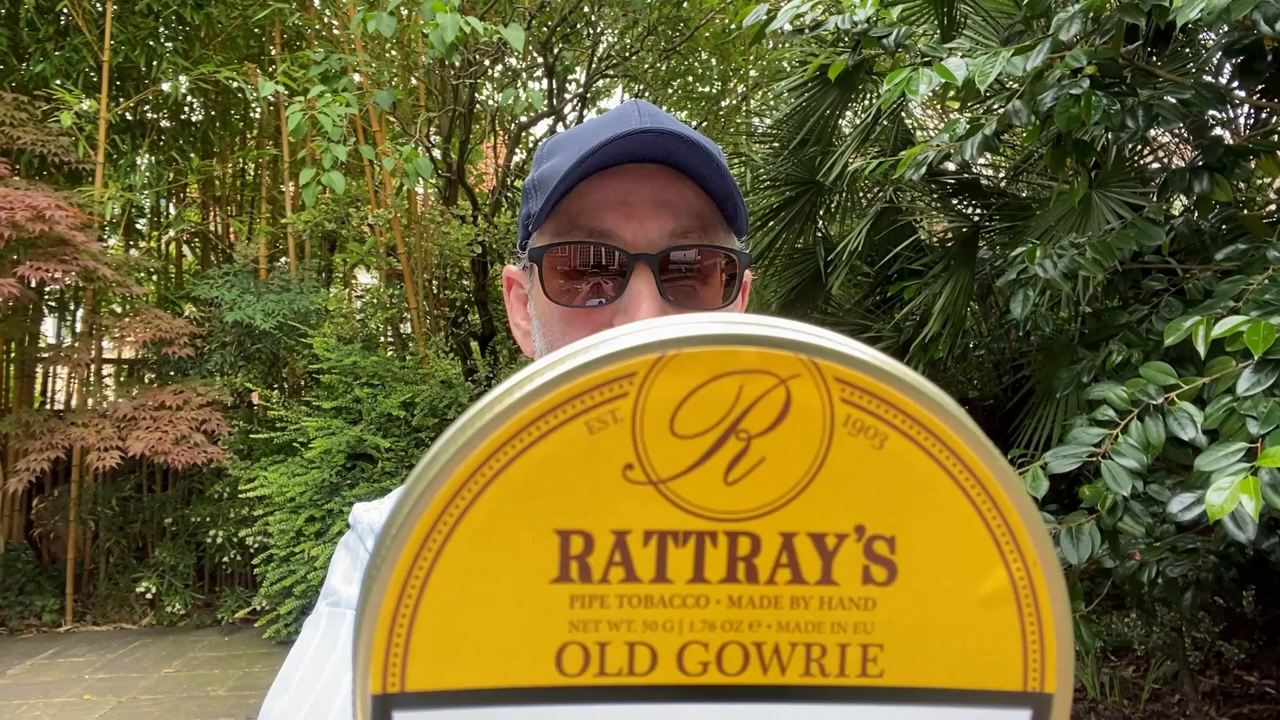 R
EST. 1903
RATTRAY'S
PIPE TOBACCO • MADE BY HAND
NET WT. 50 G | 1.76 OZ ℮ • MADE IN EU
OLD GOWRIE